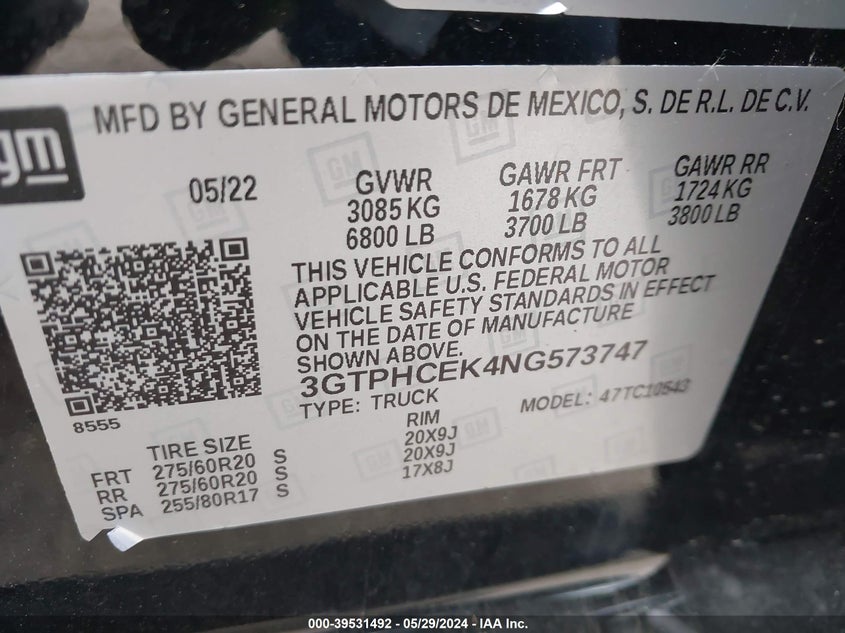 gm
MFD BY GENERAL MOTORS DE MEXICO, S. DE R.L. DE C.V.
05/22
GVWR
3085 KG
6800 LB
GAWR FRT
1678 KG
3700 LB
GAWR RR
1724 KG
3800 LB
THIS VEHICLE CONFORMS TO ALL
APPLICABLE U.S. FEDERAL MOTOR
VEHICLE SAFETY STANDARDS IN EFFECT
ON THE DATE OF MANUFACTURE
SHOWN ABOVE.
3GTPHCEK4NG573747
TYPE: TRUCK
MODEL: 47TC10543
8555
TIRE SIZE
RIM
FRT 275/60R20 S 20X9J
RR 275/60R20 S 20X9J
SPA 255/80R17 S 17X8J
000-39531492 - 05/29/2024 - IAA Inc.